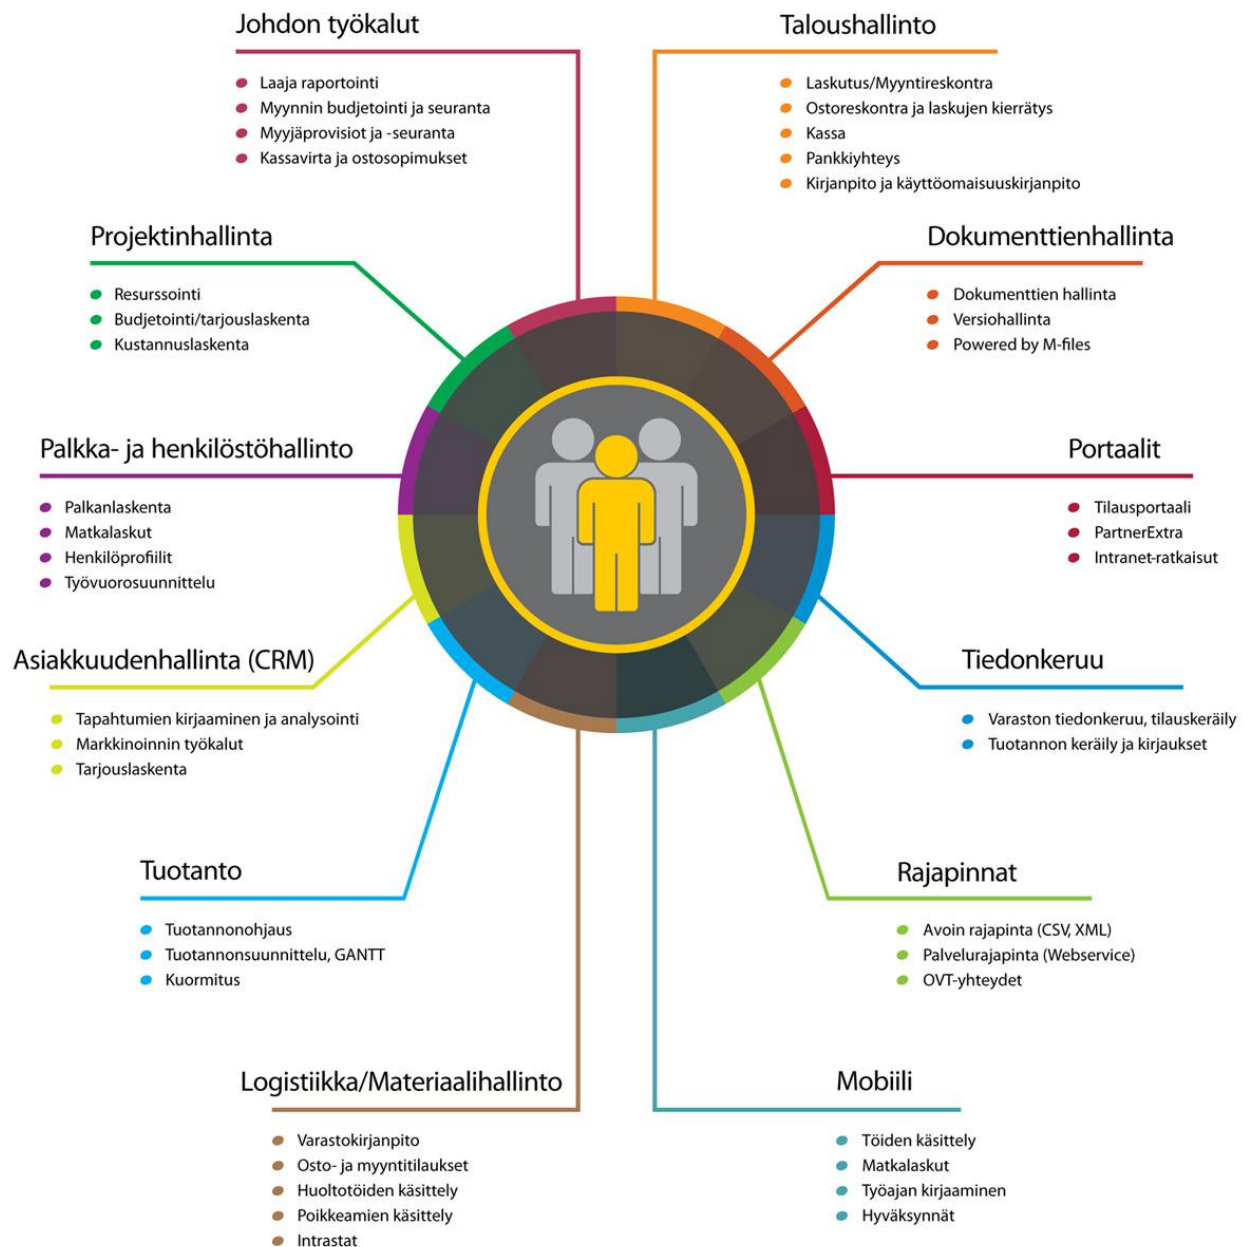 Johdon työkalut
Laaja raportointi
Myynnin budjetointi ja seuranta
Myyjäprovisiot ja -seuranta
Kassavirta ja ostosopimukset
Taloushallinto
Laskutus/Myyntireskontra
Ostoreskontra ja laskujen kierrätys
Kassa
Pankkiyhteys
Kirjanpito ja käyttöomaisuuskirjanpito
Projektinhallinta
Resurssointi
Budjetointi/tarjouslaskenta
Kustannuslaskenta
Dokumenttienhallinta
Dokumenttien hallinta
Versiohallinta
Powered by M-files
Palkka- ja henkilöstöhallinto
Palkanlaskenta
Matkalaskut
Henkilöprofiilit
Työvuorosuunnittelu
Portaalit
Tilausportaali
PartnerExtra
Intranet-ratkaisut
Asiakkuudenhallinta (CRM)
Tapahtumien kirjaaminen ja analysointi
Markkinoinnin työkalut
Tarjouslaskenta
Tiedonkeruu
Varaston tiedonkeruu, tilauskeräily
Tuotannon keräily ja kirjaukset
Tuotanto
Tuotannonohjaus
Tuotannonsuunnittelu, GANTT
Kuormitus
Rajapinnat
Avoin rajapinta (CSV, XML)
Palvelurajapinta (Webservice)
OVT-yhteydet
Logistiikka/Materiaalihallinto
Varastokirjanpito
Osto- ja myyntitilaukset
Huoltotöiden käsittely
Poikkeamien käsittely
Intrastat
Mobiili
Töiden käsittely
Matkalaskut
Työajan kirjaaminen
Hyväksynnät